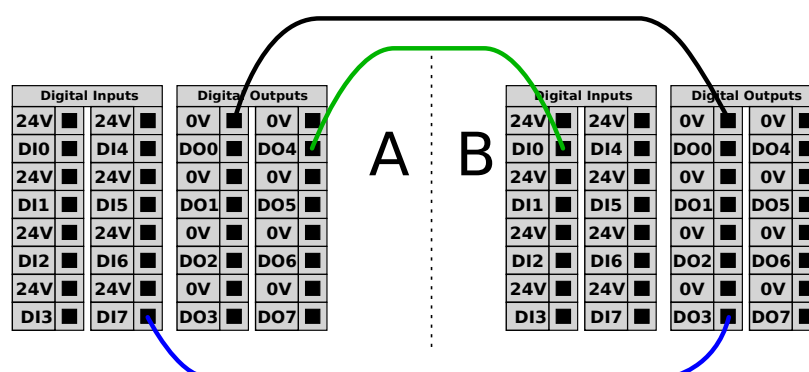 Digital Inputs Digital Outputs Digital Inputs Digital Outputs
24V 24V 0V 0V 24V 24V 0V 0V
DI0 DI4 DO0 DO4 A B DI0 DI4 DO0 DO4
24V 24V 0V 0V 24V 24V 0V 0V
DI1 DI5 DO1 DO5 DI1 DI5 DO1 DO5
24V 24V 0V 0V 24V 24V 0V 0V
DI2 DI6 DO2 DO6 DI2 DI6 DO2 DO6
24V 24V 0V 0V 24V 24V 0V 0V
DI3 DI7 DO3 DO7 DI3 DI7 DO3 DO7